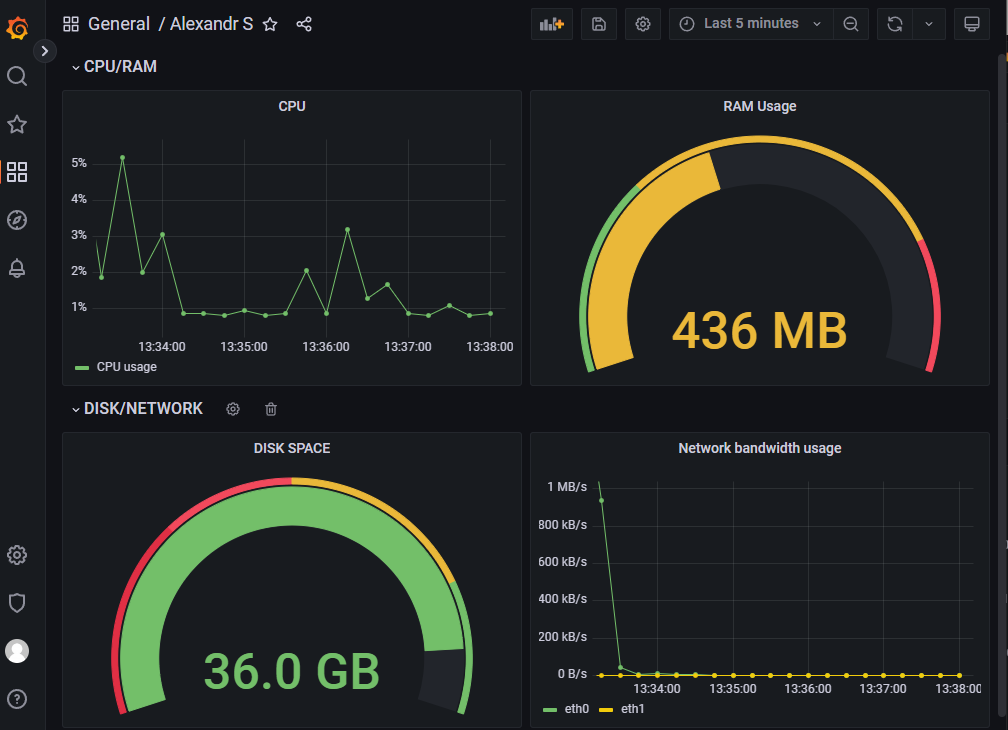 General / Alexandr S
Last 5 minutes
CPU/RAM
CPU
5%
4%
3%
2%
1%
13:34:00 13:35:00 13:36:00 13:37:00 13:38:00
CPU usage
RAM Usage
436 MB
DISK/NETWORK
DISK SPACE
36.0 GB
Network bandwidth usage
1 MB/s
800 kB/s
600 kB/s
400 kB/s
200 kB/s
0 B/s
13:34:00 13:35:00 13:36:00 13:37:00 13:38:00
eth0 eth1